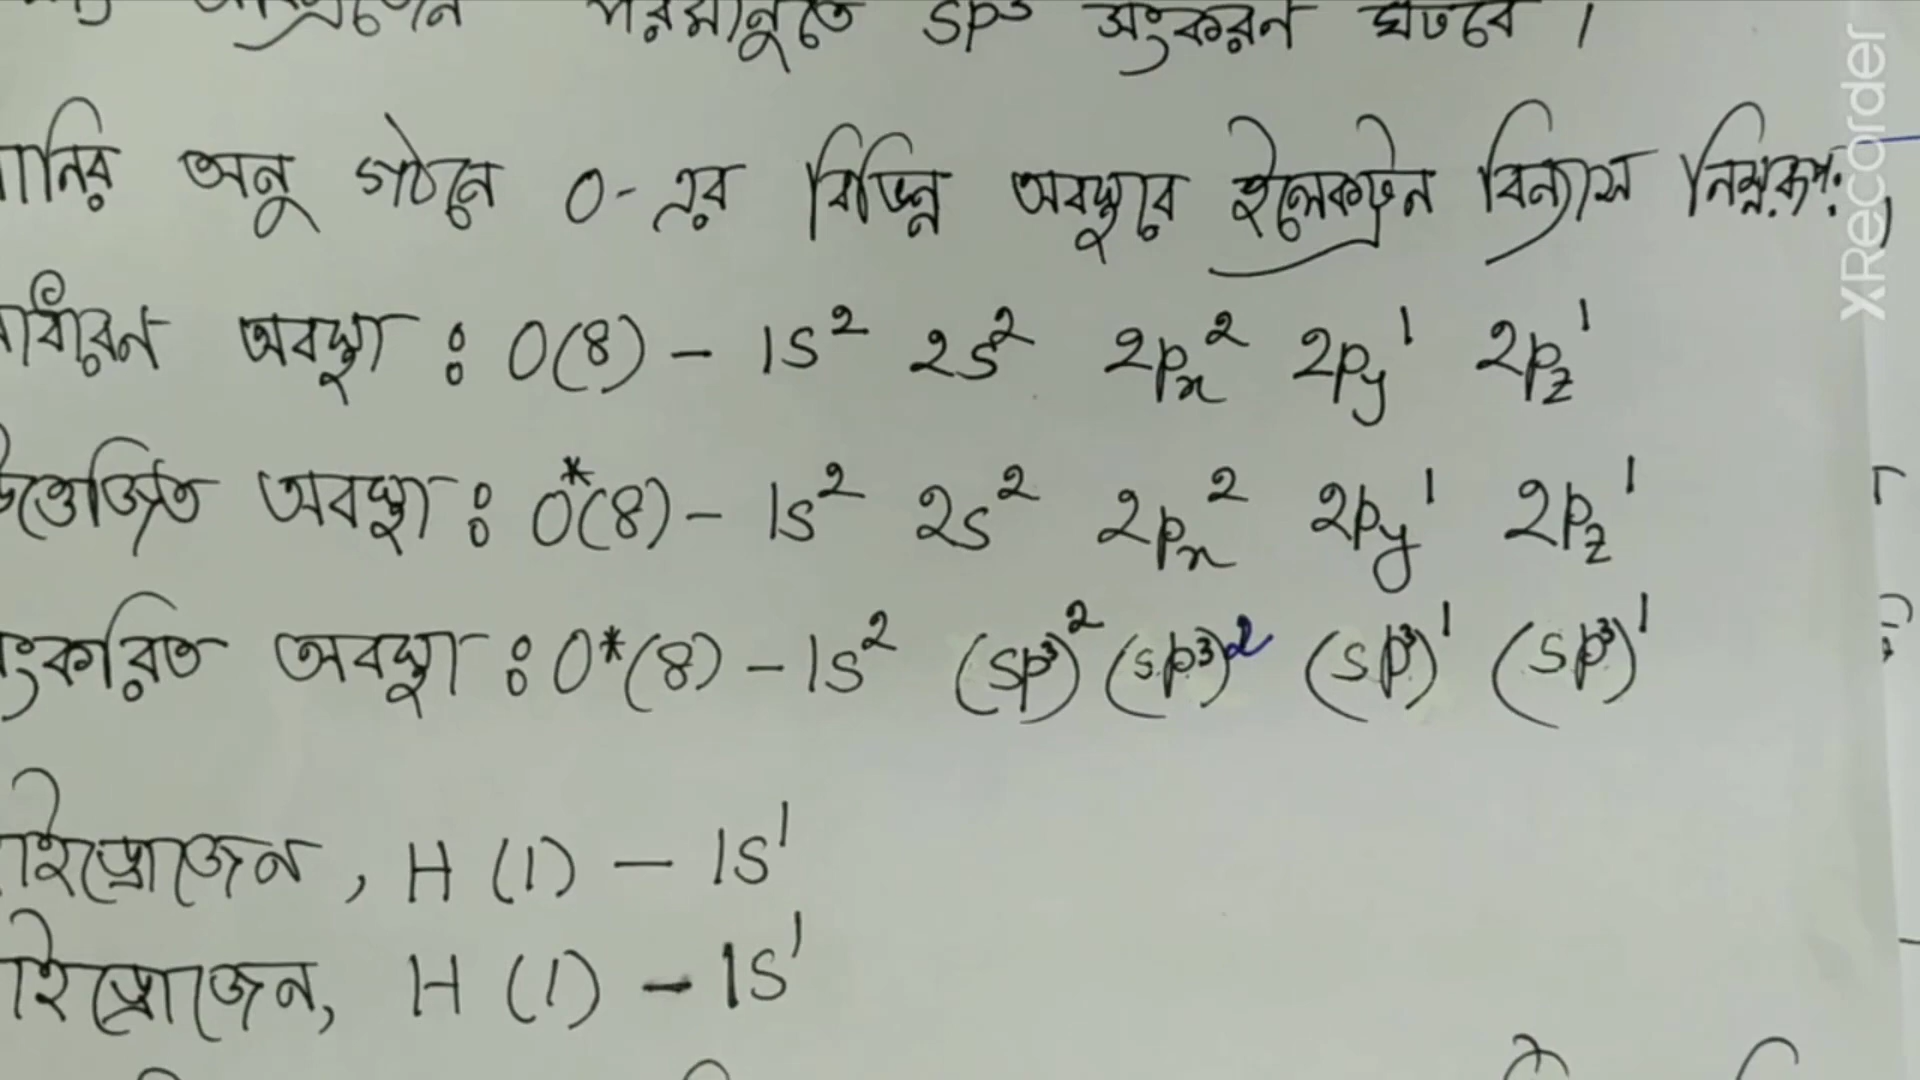 পরমানুতে sp³ সংকরন ঘটবে ।
পানির অনু গঠনে O- এর বিভিন্ন অবস্থারে ইলেকট্রন বিন্যাস নিম্নরূপ:
সাধারন অবস্থা : O(8) - 1s² 2s² 2pₓ² 2py¹ 2pz¹
উত্তেজিত অবস্থা : O*(8) - 1s² 2s² 2pₓ² 2py¹ 2pz¹
সংকরিত অবস্থা : O*(8) - 1s² (sp³)² (sp³)² (sp³)¹ (sp³)¹
হাইড্রোজেন, H (1) - 1s¹
হাইড্রোজেন, H (1) - 1s¹
XRecorder